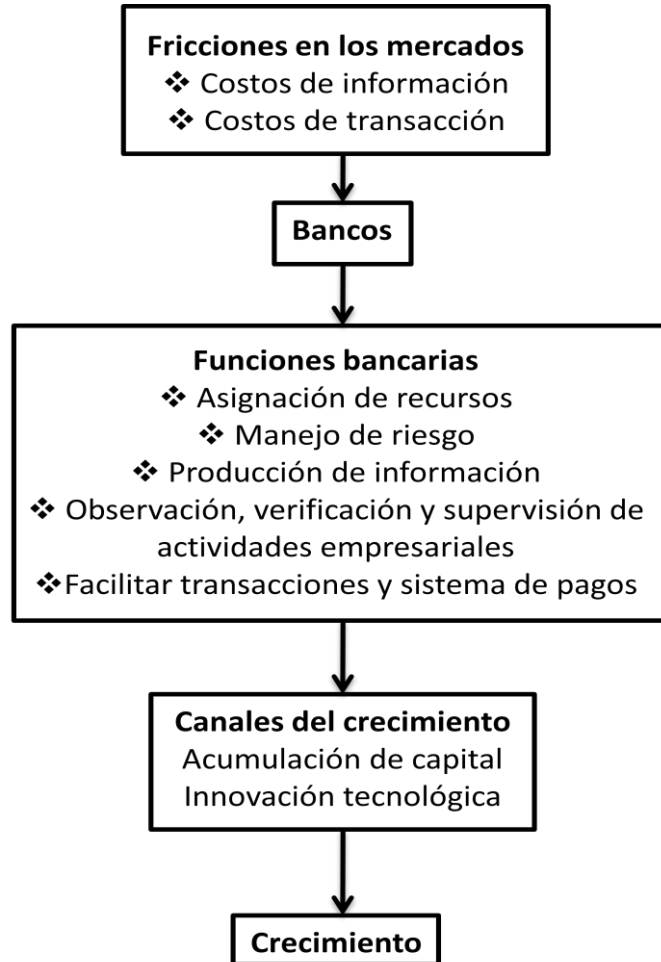 Fricciones en los mercados
❖ Costos de información
❖ Costos de transacción
Bancos
Funciones bancarias
❖ Asignación de recursos
❖ Manejo de riesgo
❖ Producción de información
❖ Observación, verificación y supervisión de
actividades empresariales
❖Facilitar transacciones y sistema de pagos
Canales del crecimiento
Acumulación de capital
Innovación tecnológica
Crecimiento